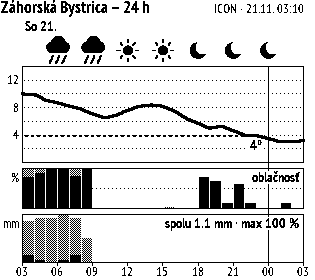 Záhorská Bystrica – 24 h ICON · 21.11. 03:10
So 21.
12
8
4
4°
% oblačnosť
mm spolu 1.1 mm · max 100 %
03 06 09 12 15 18 21 00 03